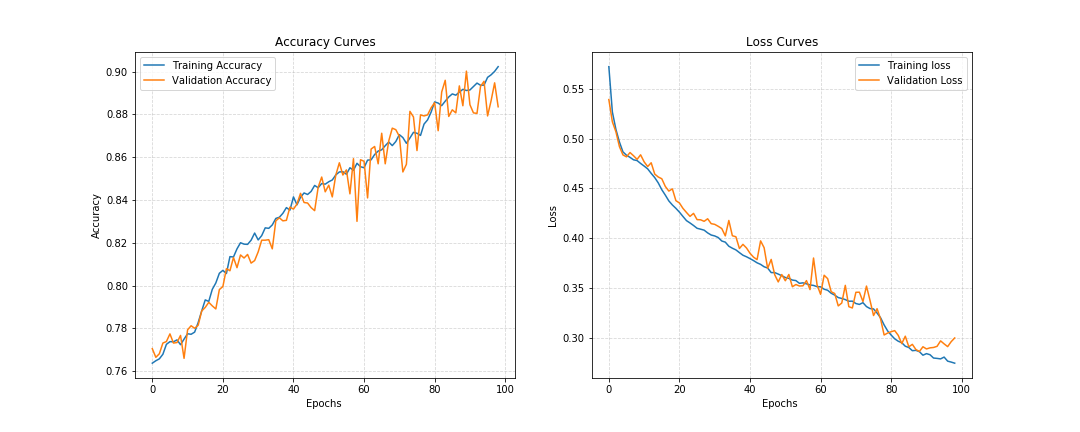 Accuracy Curves
Training Accuracy
Validation Accuracy
0.90
0.88
0.86
0.84
0.82
0.80
0.78
0.76
Accuracy
0 20 40 60 80 100
Epochs
Loss Curves
Training loss
Validation Loss
0.55
0.50
0.45
0.40
0.35
0.30
Loss
0 20 40 60 80 100
Epochs